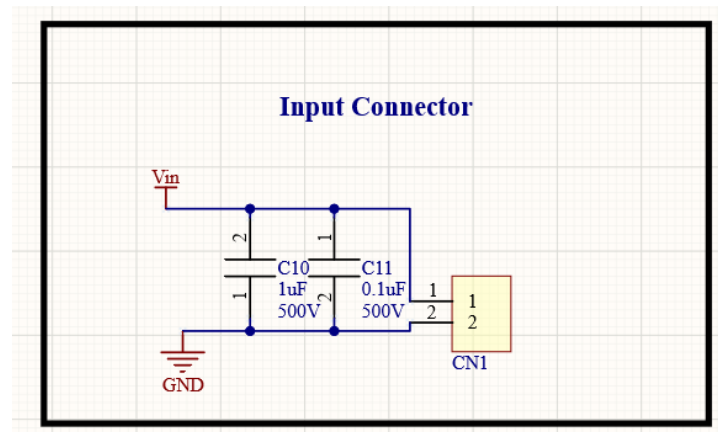 Input Connector
Vin
2
1
C10
1uF
500V
1
2
C11
0.1uF
500V
1
2
1
2
CN1
GND